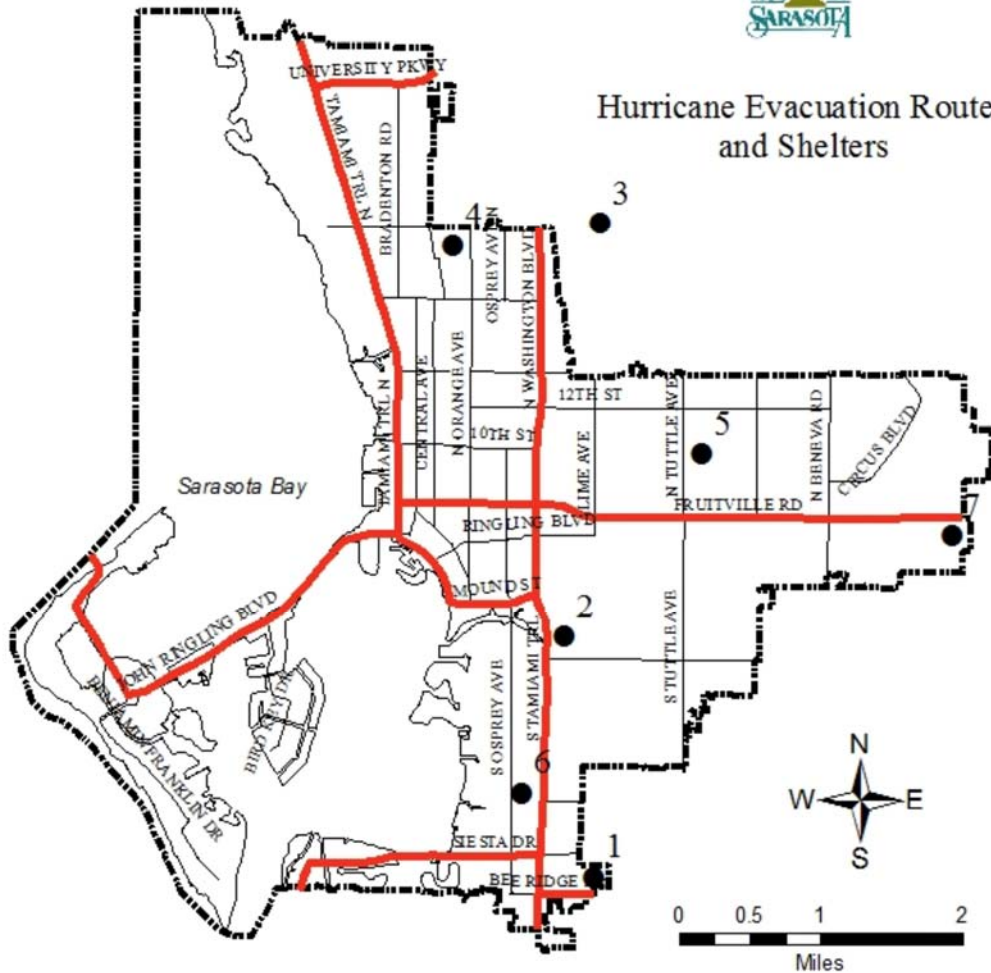 SARASOTA
Hurricane Evacuation Route
and Shelters
UNIVERSITY PKWY
TAMIAMI TRL N
BRADENTON RD
3
4
OSPREY AVE N
N WASHINGTON BLVD
TAMIAMI TRL N
CENTRAL AVE
N ORANGE AVE
12TH ST
10TH ST
LIME AVE
N TUTTLE AVE
5
N BENEVA RD
CIRCUS BLVD
Sarasota Bay
FRUITVILLE RD
7
RINGLING BLVD
MOUND ST
2
JOHN RINGLING BLVD
BENJAMIN FRANKLIN DR
BIRD KEY DR
S OSPREY AVE
S TAMIAMI TRL
S TUTTLE AVE
6
SIESTA DR
1
BEE RIDGE
N
W E
S
0 0.5 1 2
Miles